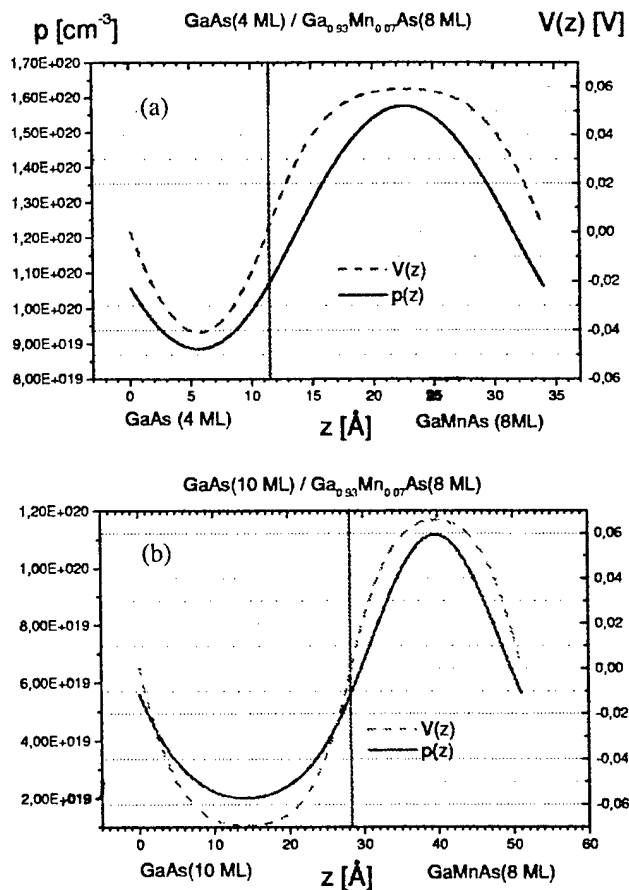 GaAs(4 ML) / Ga0.93Mn0.07As(8 ML)
p [cm-3]
V(z) [V]
1,70E+020
1,60E+020
1,50E+020
1,40E+020
1,30E+020
1,20E+020
1,10E+020
1,00E+020
9,00E+019
8,00E+019
(a)
V(z)
p(z)
0,06
0,04
0,02
0,00
-0,02
-0,04
-0,06
0 5 10 15 20 25 30 35
GaAs (4 ML)
z [Å]
GaMnAs (8ML)
GaAs(10 ML) / Ga0.93Mn0.07As(8 ML)
1,20E+020
1,00E+020
8,00E+019
6,00E+019
4,00E+019
2,00E+019
(b)
V(z)
p(z)
0,06
0,04
0,02
0,00
-0,02
-0,04
-0,06
0 10 20 30 40 50 60
GaAs(10 ML)
z [Å]
GaMnAs(8 ML)